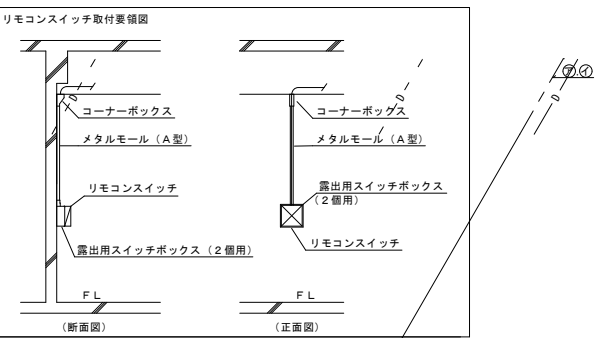 リモコンスイッチ取付要領図
コーナーボックス
メタルモール（A型）
リモコンスイッチ
露出用スイッチボックス（2個用）
FL
（断面図）
D
コーナーボックス
メタルモール（A型）
露出用スイッチボックス
（2個用）
リモコンスイッチ
FL
（正面図）
D
㋐,㋑
D